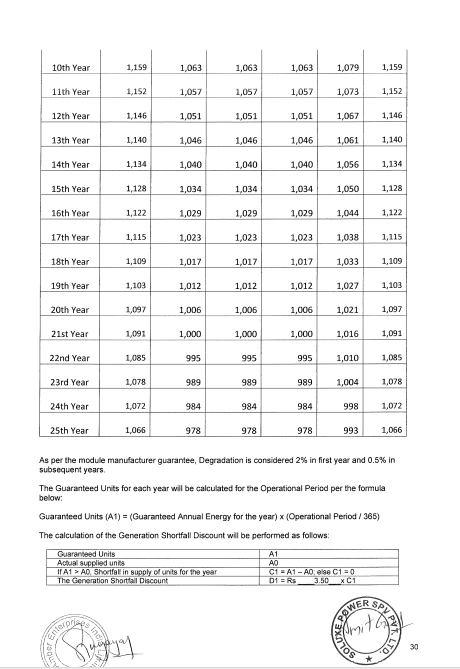 10th Year 1,159 1,063 1,063 1,063 1,079 1,159
11th Year 1,152 1,057 1,057 1,057 1,073 1,152
12th Year 1,146 1,051 1,051 1,051 1,067 1,146
13th Year 1,140 1,046 1,046 1,046 1,061 1,140
14th Year 1,134 1,040 1,040 1,040 1,056 1,134
15th Year 1,128 1,034 1,034 1,034 1,050 1,128
16th Year 1,122 1,029 1,029 1,029 1,044 1,122
17th Year 1,115 1,023 1,023 1,023 1,038 1,115
18th Year 1,109 1,017 1,017 1,017 1,033 1,109
19th Year 1,103 1,012 1,012 1,012 1,027 1,103
20th Year 1,097 1,006 1,006 1,006 1,021 1,097
21st Year 1,091 1,000 1,000 1,000 1,016 1,091
22nd Year 1,085 995 995 995 1,010 1,085
23rd Year 1,078 989 989 989 1,004 1,078
24th Year 1,072 984 984 984 998 1,072
25th Year 1,066 978 978 978 993 1,066
As per the module manufacturer guarantee, Degradation is considered 2% in first year and 0.5% in
subsequent years.
The Guaranteed Units for each year will be calculated for the Operational Period per the formula
below:
Guaranteed Units (A1) = (Guaranteed Annual Energy for the year) x (Operational Period / 365)
The calculation of the Generation Shortfall Discount will be performed as follows:
Guaranteed Units A1
Actual supplied units A0
If A1 > A0, Shortfall in supply of units for the year C1 = A1 – A0; else C1 = 0
The Generation Shortfall Discount D1 = Rs ____3.50___x C1
Amber Enterprises India
SOLUXE POWER SPV PVT. LTD.
30